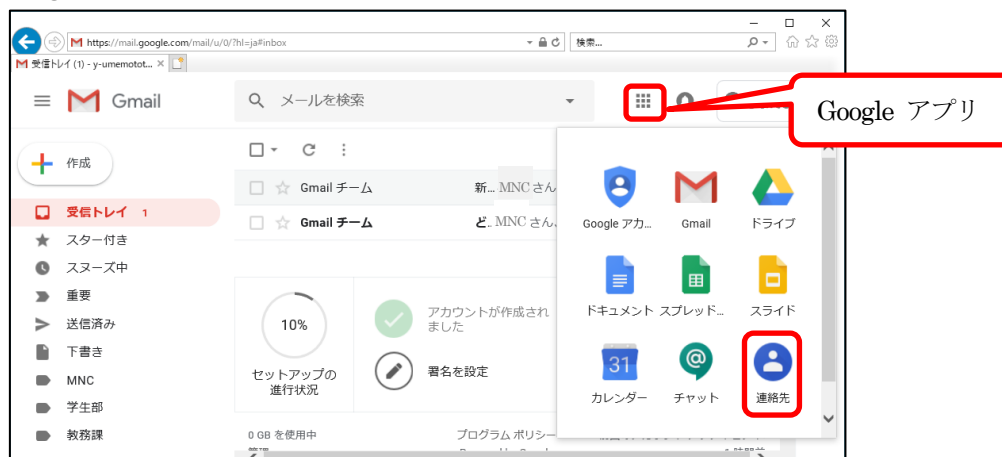 https://mail.google.com/mail/u/0/?hl=ja#inbox
検索...
受信トレイ (1) - y-umemotot...
Gmail
メールを検索
Google アプリ
作成
Gmail チーム 新... MNC さん
受信トレイ 1
Gmail チーム ど.. MNC さん、
スター付き
スヌーズ中
重要
送信済み
下書き
MNC
学生部
教務課
10%
セットアップの
進行状況
アカウントが作成され
ました
署名を設定
0 GB を使用中
プログラム ポリシー
Google アカ...
Gmail
ドライブ
ドキュメント
スプレッド...
スライド
31
カレンダー
チャット
連絡先